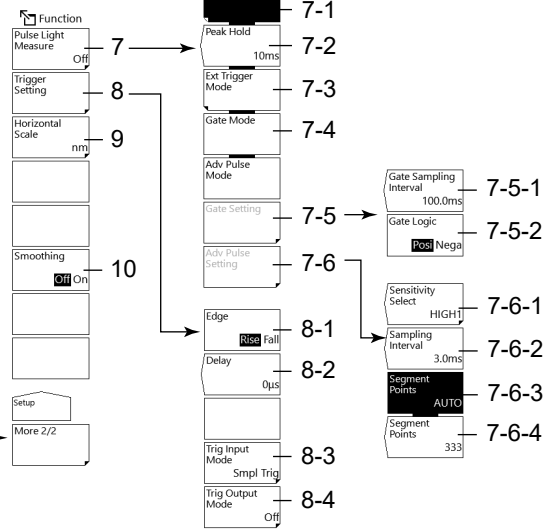 Function
Pulse Light
Measure
Off
7
Trigger
Setting
8
Horizontal
Scale
nm
9
Smoothing
Off On
10
Setup
More 2/2
7-1
Peak Hold
10ms
7-2
Ext Trigger
Mode
7-3
Gate Mode
7-4
Adv Pulse
Mode
Gate Setting
7-5
Adv Pulse
Setting
7-6
Edge
Rise Fall
8-1
Delay
0µs
8-2
Trig Input
Mode
Smpl Trig
8-3
Trig Output
Mode
Off
8-4
Gate Sampling
Interval
100.0ms
7-5-1
Gate Logic
Posi Nega
7-5-2
Sensitivity
Select
HIGH1
7-6-1
Sampling
Interval
3.0ms
7-6-2
Segment
Points
AUTO
7-6-3
Segment
Points
333
7-6-4